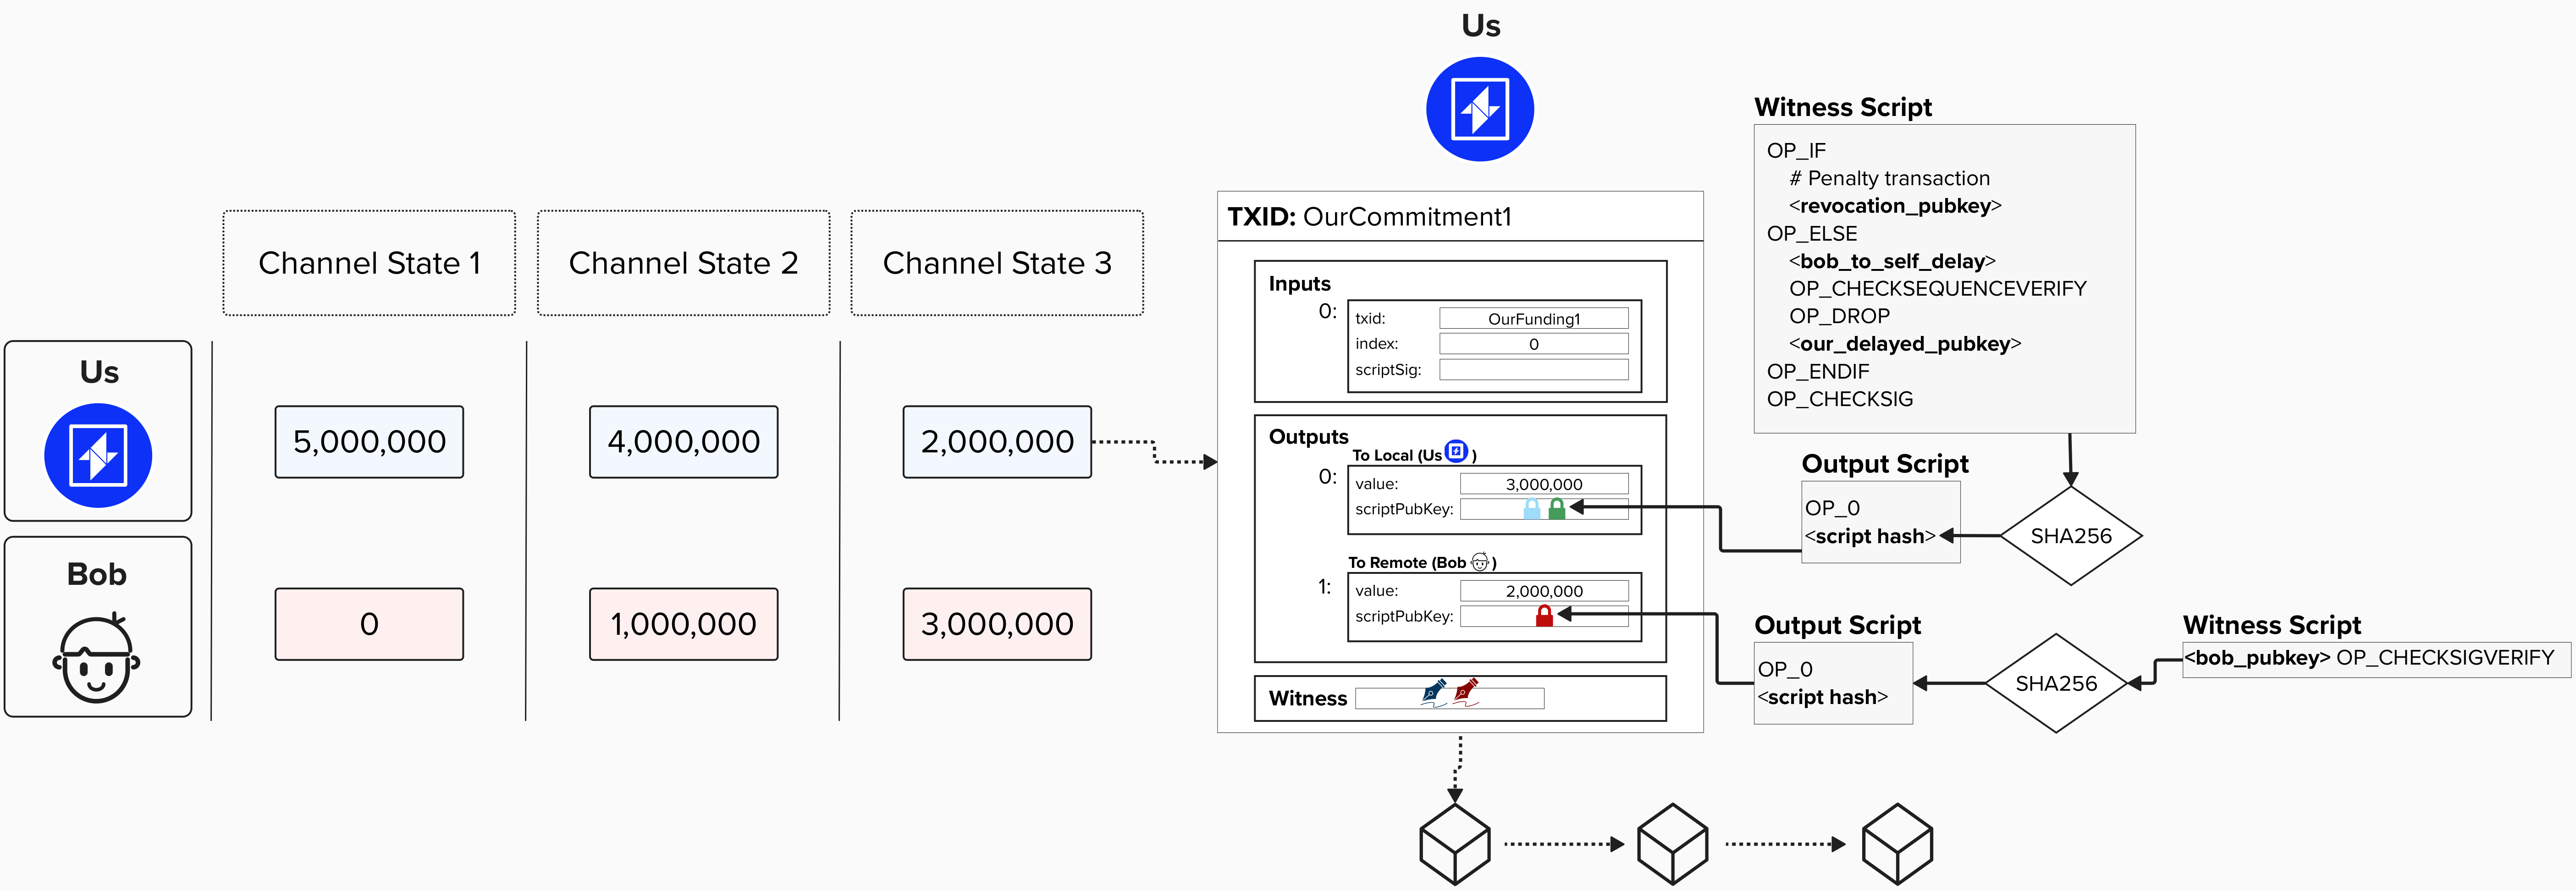 Us
Channel State 1
Channel State 2
Channel State 3
Us
5,000,000
4,000,000
2,000,000
Bob
0
1,000,000
3,000,000
TXID: OurCommitment1
Inputs
0:
txid:
OurFunding1
index:
0
scriptSig:
Outputs
To Local (Us )
0:
value:
3,000,000
scriptPubKey:
To Remote (Bob )
1:
value:
2,000,000
scriptPubKey:
Witness
Witness Script
OP_IF
# Penalty transaction
<revocation_pubkey>
OP_ELSE
<bob_to_self_delay>
OP_CHECKSEQUENCEVERIFY
OP_DROP
<our_delayed_pubkey>
OP_ENDIF
OP_CHECKSIG
Output Script
OP_0
<script hash>
SHA256
Output Script
OP_0
<script hash>
SHA256
Witness Script
<bob_pubkey> OP_CHECKSIGVERIFY